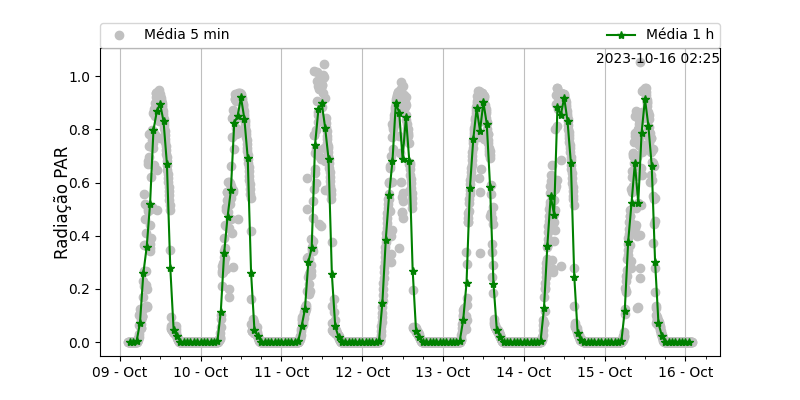 Média 5 min
Média 1 h
2023-10-16 02:25
Radiação PAR
1.0
0.8
0.6
0.4
0.2
0.0
09 - Oct
10 - Oct
11 - Oct
12 - Oct
13 - Oct
14 - Oct
15 - Oct
16 - Oct